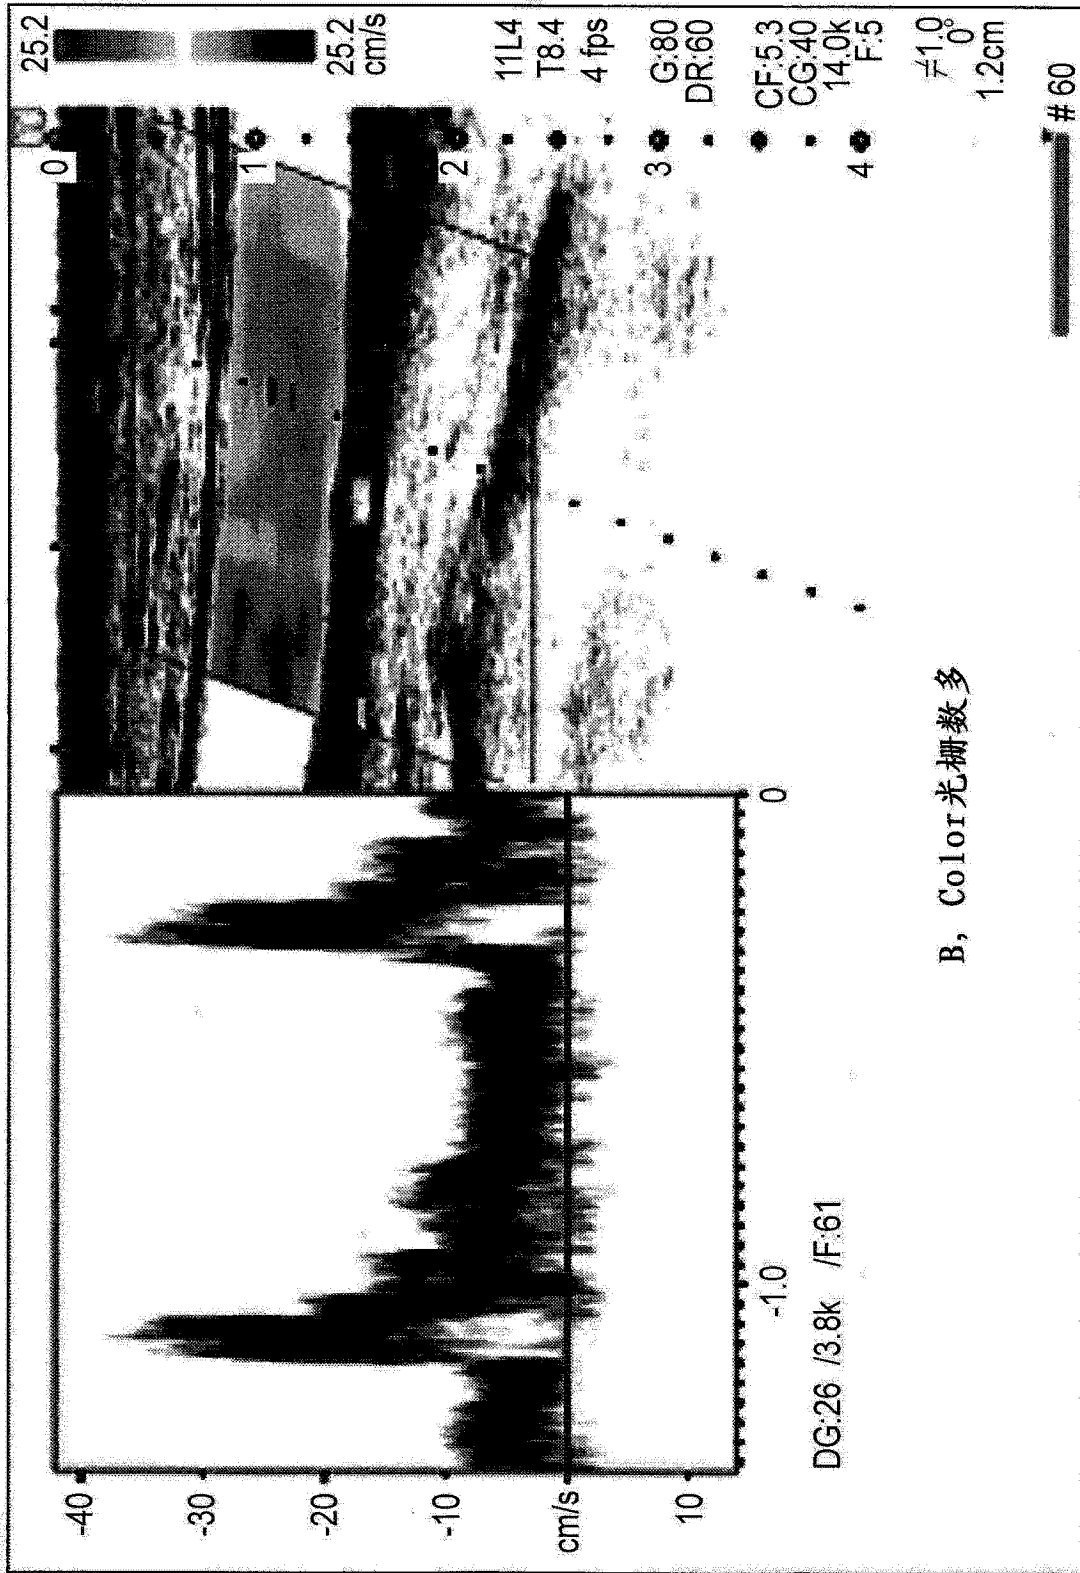 -40
-30
-20
-10
cm/s
10
-1.0
0
DG:26 /3.8k /F:61
B, Color光栅数多
0
1
2
3
4
25.2
25.2
cm/s
11L4
T8.4
4 fps
G:80
DR:60
CF:5.3
CG:40
14.0k
F:5
≠1.0
0°
1.2cm
# 60